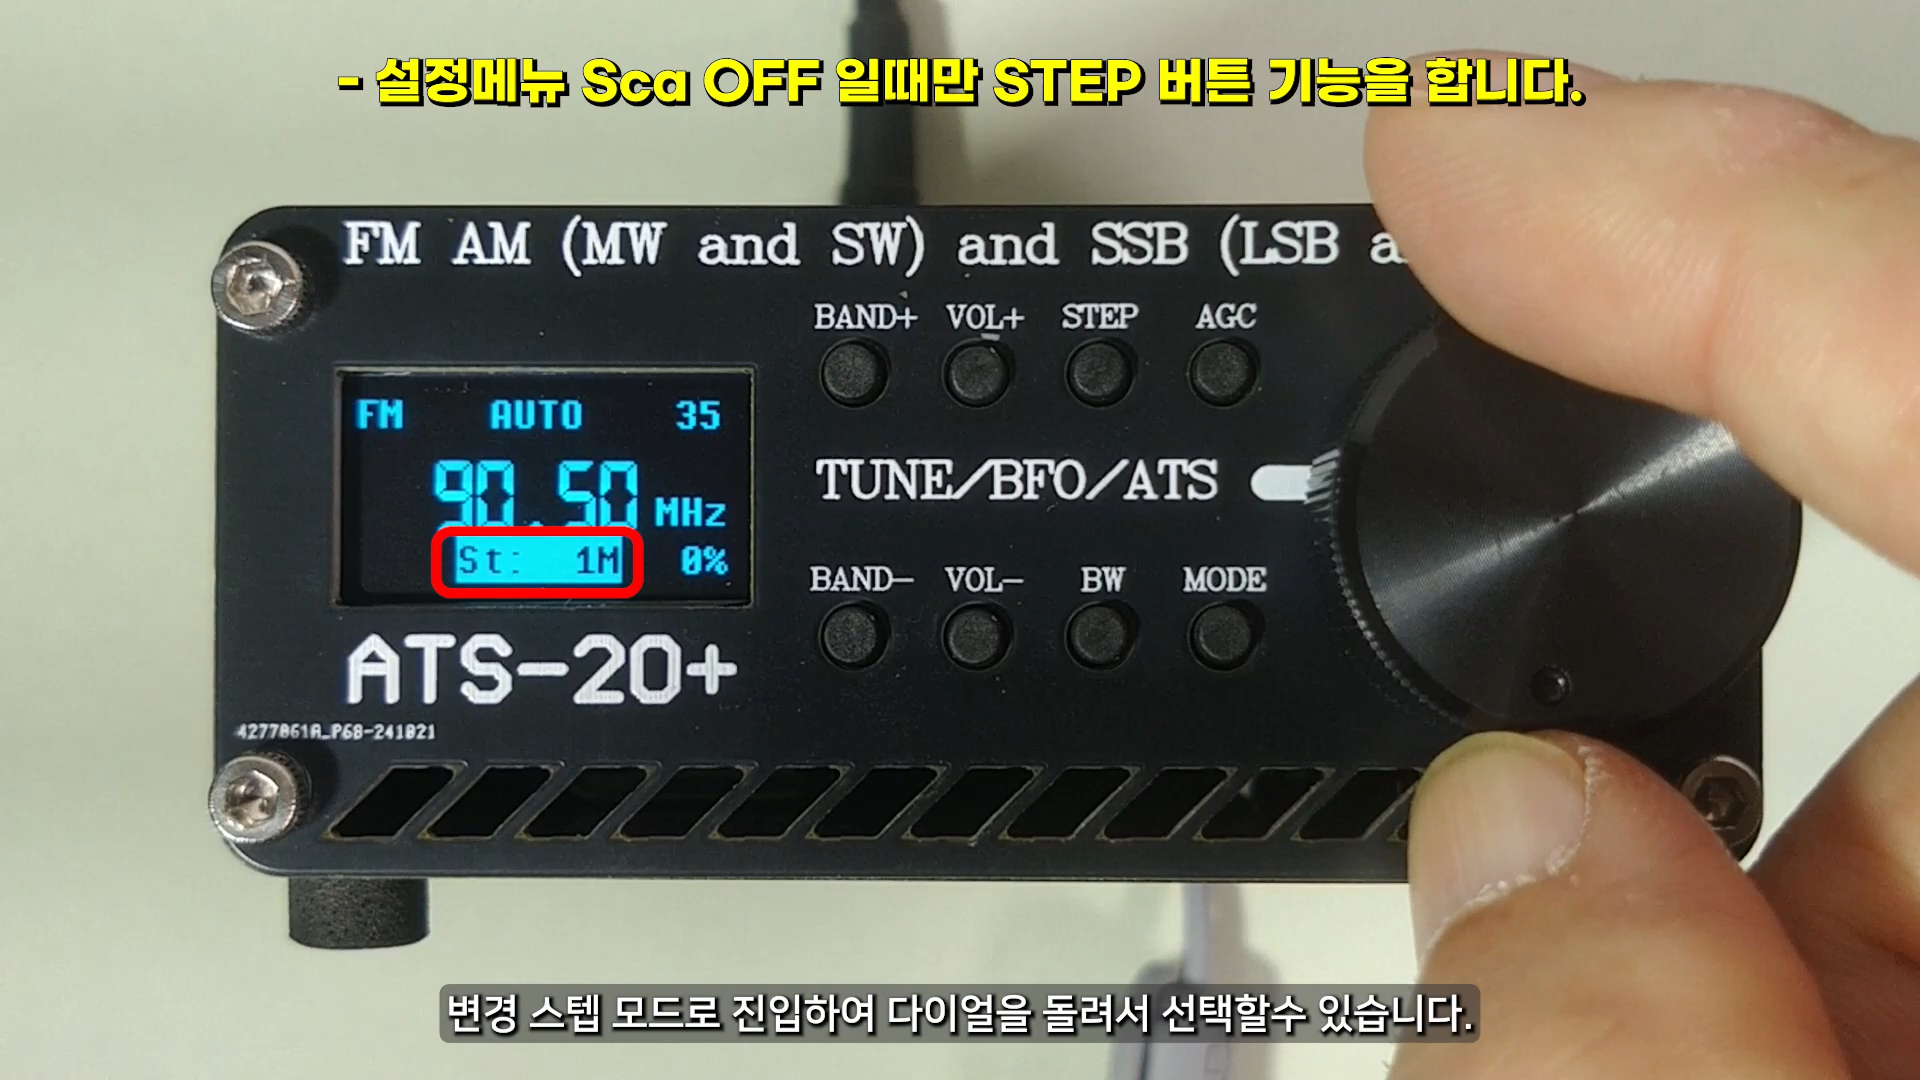 - 설정메뉴 Sca OFF 일때만 STEP 버튼 기능을 합니다.
FM AM (MW and SW) and SSB (LSB a
BAND+ VOL+ STEP AGC
FM AUTO 35
90.50 MHz
St: 1M 0%
TUNE/BFO/ATS
BAND- VOL- BW MODE
ATS-20+
4277061A_P68-241021
변경 스텝 모드로 진입하여 다이얼을 돌려서 선택할수 있습니다.